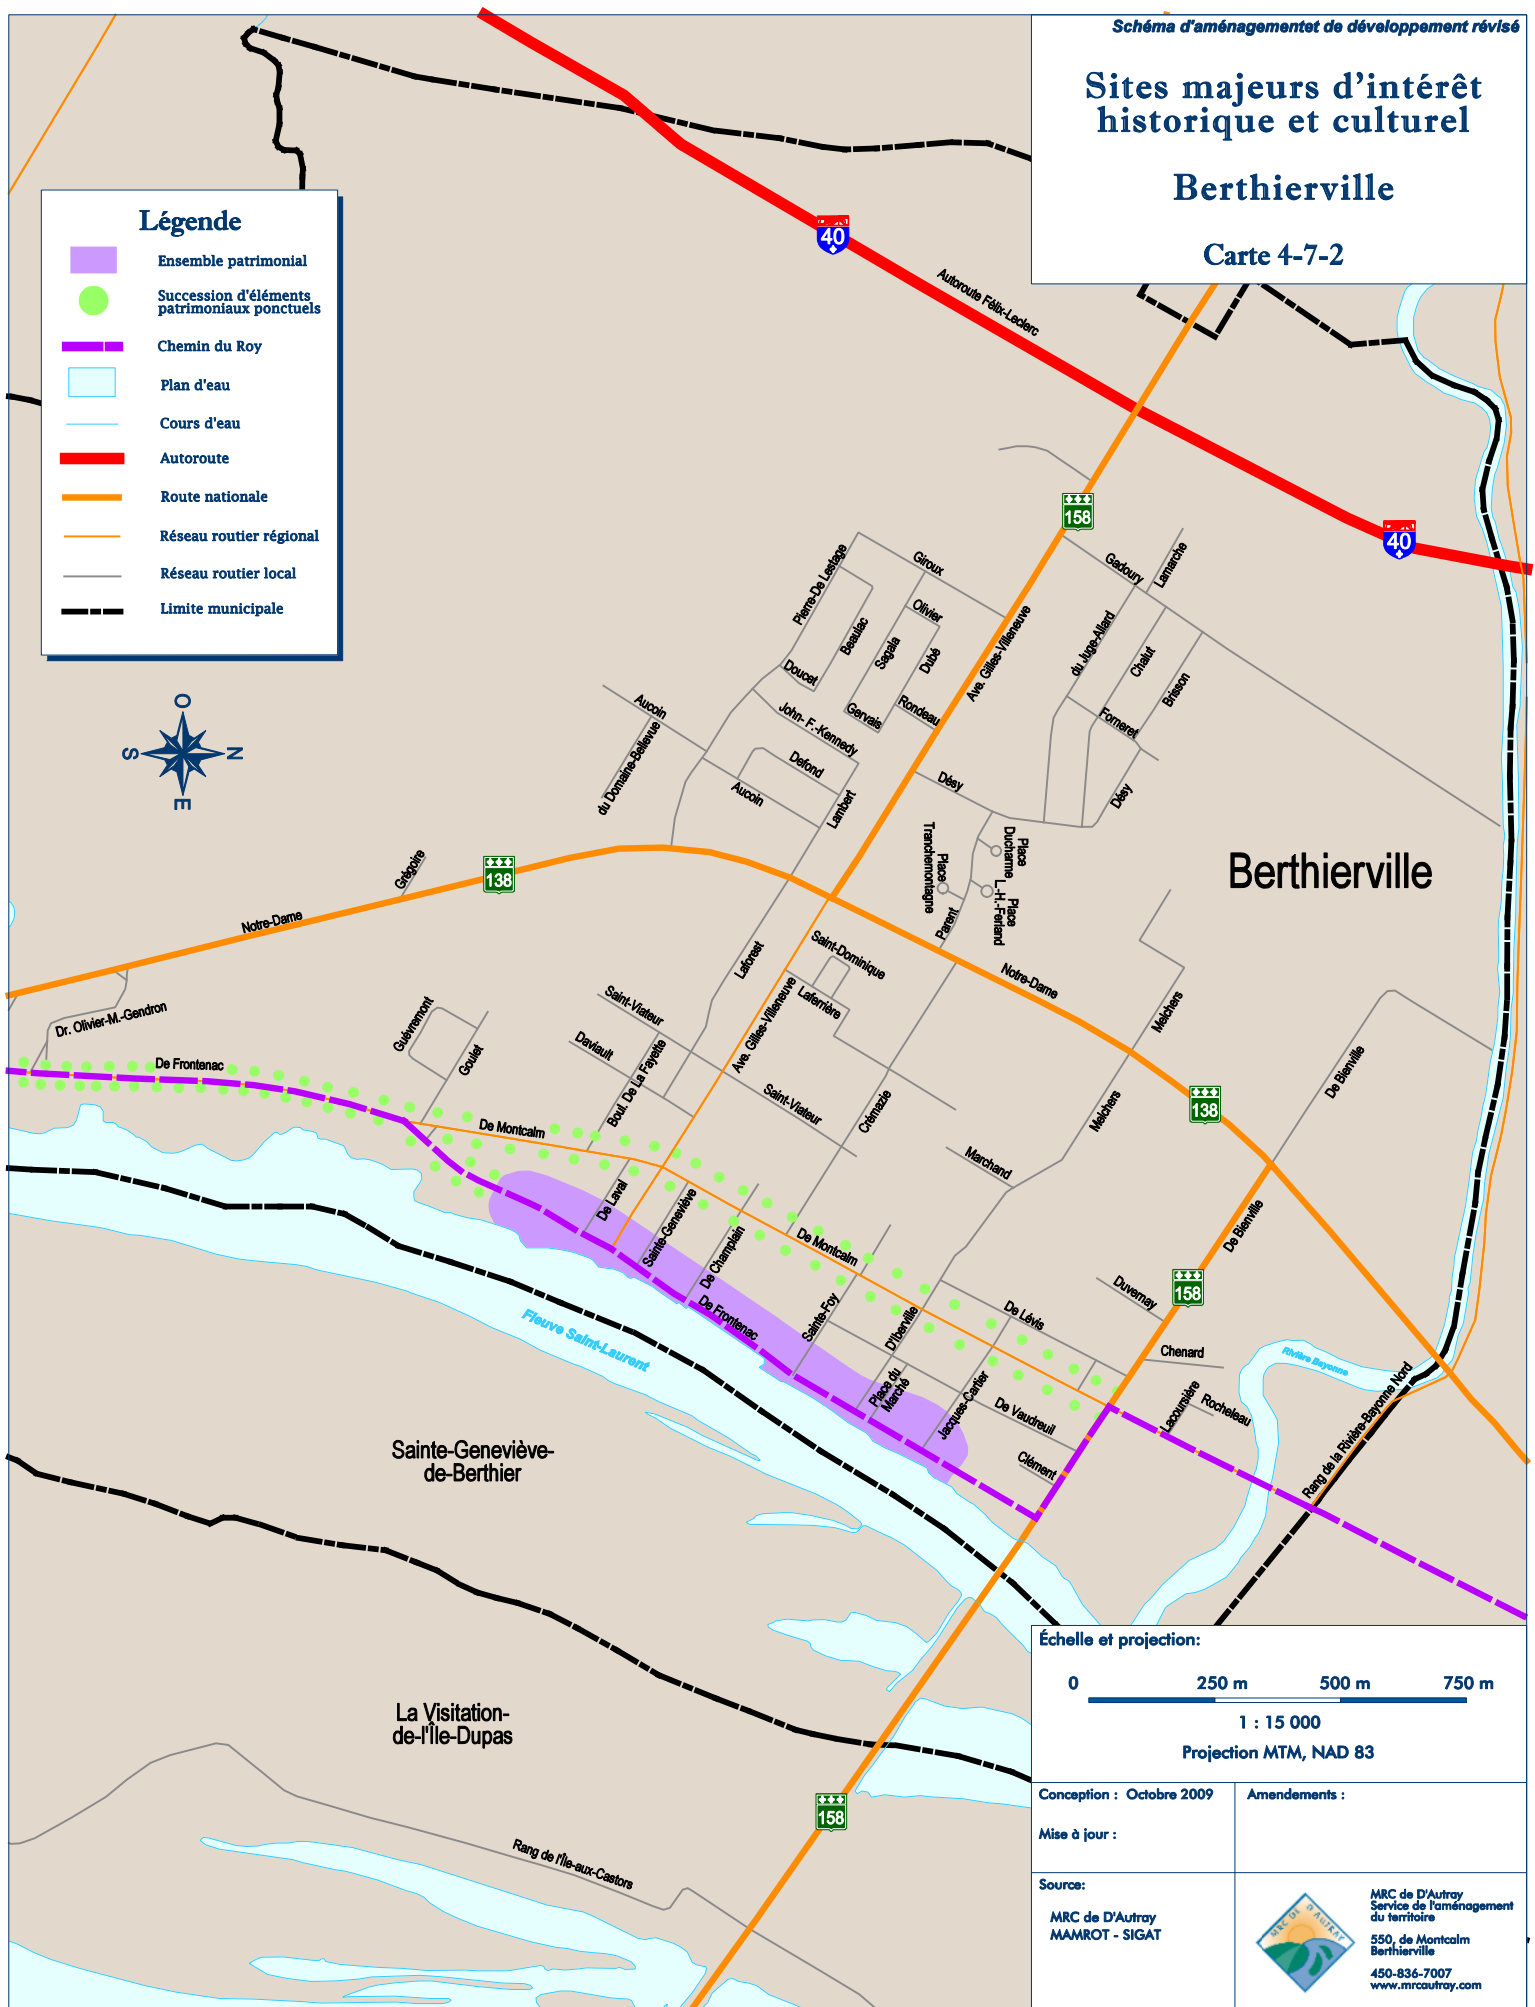 Schéma d'aménagementet de développement révisé
Sites majeurs d'intérêt
historique et culturel
Berthierville
Carte 4-7-2
Légende
Ensemble patrimonial
Succession d'éléments
patrimoniaux ponctuels
Chemin du Roy
Plan d'eau
Cours d'eau
Autoroute
Route nationale
Réseau routier régional
Réseau routier local
Limite municipale
O
S
N
E
40
Autoroute Félix-Leclerc
158
40
Gadoury
Lamarche
Giroux
Pierre-De Lestage
Olivier
Beaulac
Sagala
Dubé
Doucet
Gervais
Rondeau
Ave. Gilles-Villeneuve
du Juge-Allard
Chalut
Brisson
Forneret
Aucoin
du Domaine-Bellevue
John- F.-Kennedy
Defond
Aucoin
Lambert
Désy
Désy
Place
Ducharme
Place
Tranchemontagne
Place
L.-H.-Ferland
Parent
Berthierville
Grégoire
138
Notre-Dame
Laforest
Saint-Dominique
Laferrière
Notre-Dame
Ave. Gilles-Villeneuve
Melchers
Dr. Olivier-M.-Gendron
Guévremont
Goulet
Saint-Viateur
Daviault
Boul. De La Fayette
Saint-Viateur
Crémazie
Melchers
De Bienville
138
De Frontenac
De Montcalm
Marchand
De Laval
Sainte-Geneviève
De Champlain
De Montcalm
De Bienville
158
Duvernay
De Lévis
De Frontenac
Sainte-Foy
D'Iberville
Chenard
Rivière Bayonne
Fleuve Saint-Laurent
Place du
Marché
Jacques-Cartier
De Vaudreuil
Lacoursière
Rocheleau
Clément
Rang de la Rivière-Bayonne Nord
Sainte-Geneviève-
de-Berthier
La Visitation-
de-l'Île-Dupas
158
Rang de l'Île-aux-Castors
Échelle et projection:
0 250 m 500 m 750 m
1 : 15 000
Projection MTM, NAD 83
Conception : Octobre 2009
Mise à jour :
Amendements :
Source:
MRC de D'Autray
MAMROT - SIGAT
MRC DE D'AUTRAY
MRC de D'Autray
Service de l'aménagement
du territoire
550, de Montcalm
Berthierville
450-836-7007
www.mrcautray.com